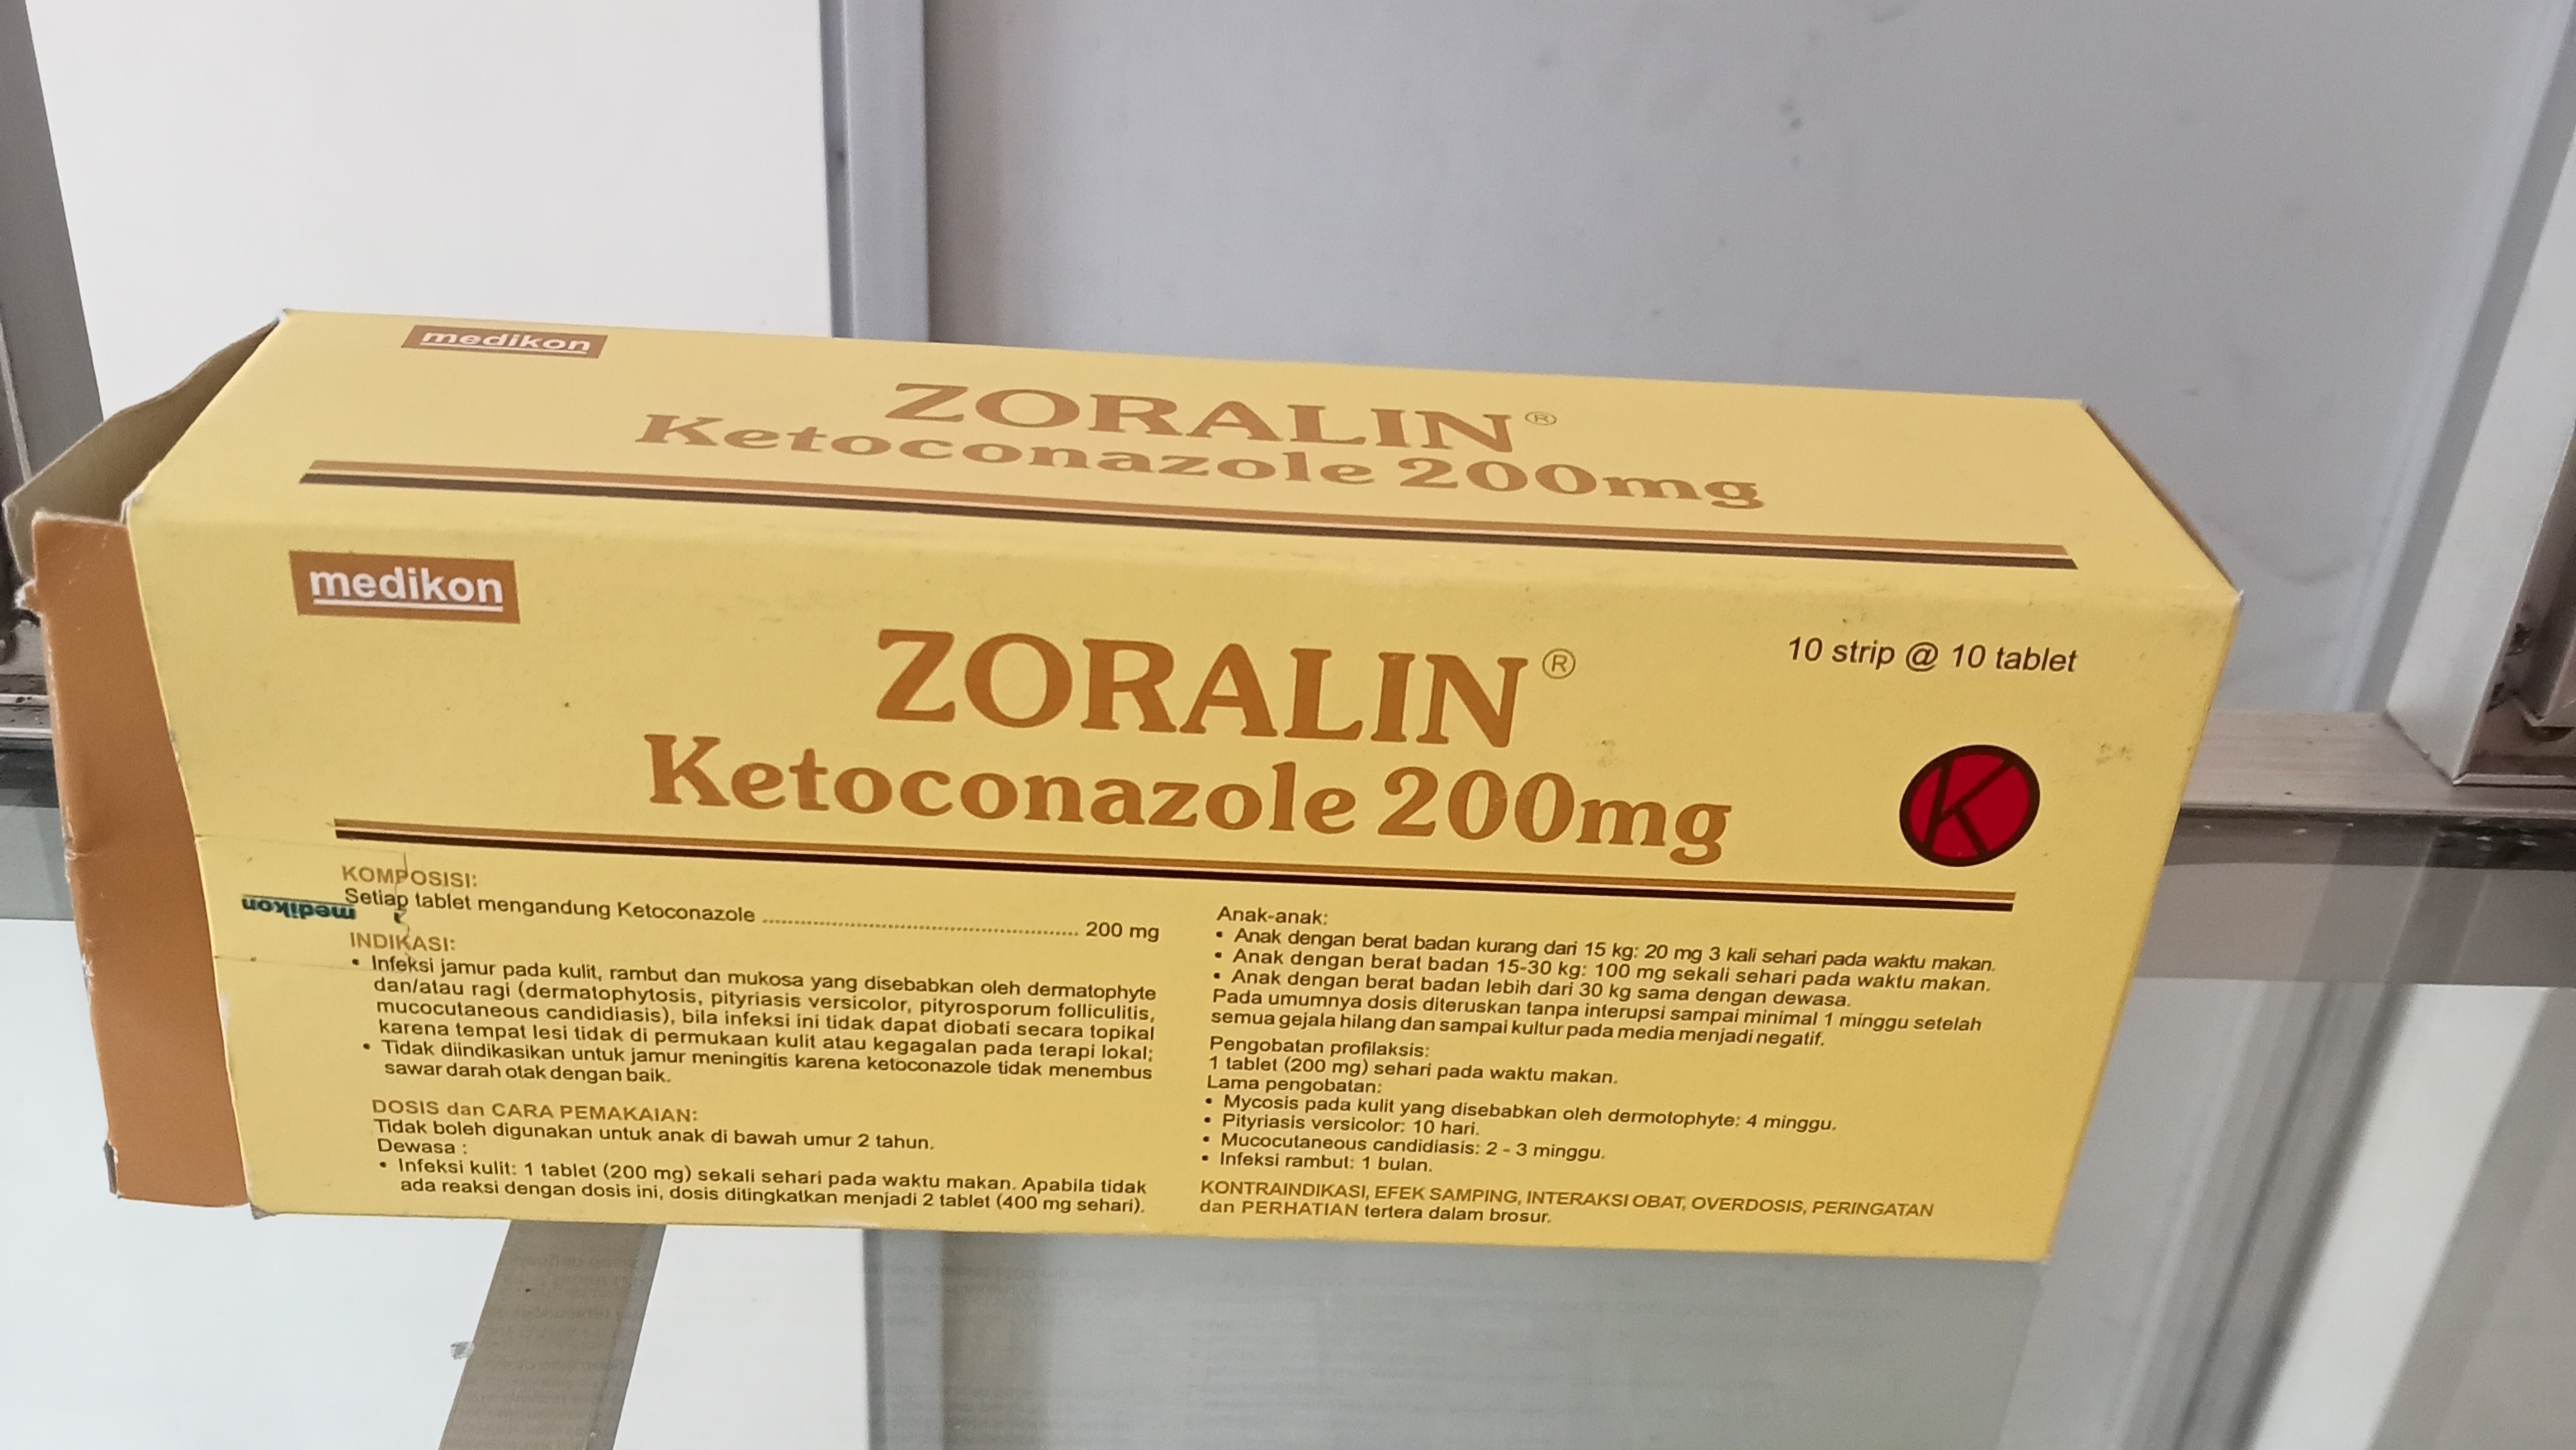 medikon
ZORALIN®
Ketoconazole 200mg
medikon
ZORALIN®
Ketoconazole 200mg
10 strip @ 10 tablet
K
KOMPOSISI:
Setiap tablet mengandung Ketoconazole ........................................................ 200 mg
medikon
INDIKASI:
• Infeksi jamur pada kulit, rambut dan mukosa yang disebabkan oleh dermatophyte
dan/atau ragi (dermatophytosis, pityriasis versicolor, pityrosporum folliculitis,
mucocutaneous candidiasis), bila infeksi ini tidak dapat diobati secara topikal
karena tempat lesi tidak di permukaan kulit atau kegagalan pada terapi lokal;
• Tidak diindikasikan untuk jamur meningitis karena ketoconazole tidak menembus
sawar darah otak dengan baik.
DOSIS dan CARA PEMAKAIAN:
Tidak boleh digunakan untuk anak di bawah umur 2 tahun.
Dewasa :
• Infeksi kulit: 1 tablet (200 mg) sekali sehari pada waktu makan. Apabila tidak
ada reaksi dengan dosis ini, dosis ditingkatkan menjadi 2 tablet (400 mg sehari).
Anak-anak:
• Anak dengan berat badan kurang dari 15 kg: 20 mg 3 kali sehari pada waktu makan.
• Anak dengan berat badan 15-30 kg: 100 mg sekali sehari pada waktu makan.
• Anak dengan berat badan lebih dari 30 kg sama dengan dewasa.
Pada umumnya dosis diteruskan tanpa interupsi sampai minimal 1 minggu setelah
semua gejala hilang dan sampai kultur pada media menjadi negatif.
Pengobatan profilaksis:
1 tablet (200 mg) sehari pada waktu makan.
Lama pengobatan:
• Mycosis pada kulit yang disebabkan oleh dermotophyte: 4 minggu.
• Pityriasis versicolor: 10 hari.
• Mucocutaneous candidiasis: 2 - 3 minggu.
• Infeksi rambut: 1 bulan.
KONTRAINDIKASI, EFEK SAMPING, INTERAKSI OBAT, OVERDOSIS, PERINGATAN
dan PERHATIAN tertera dalam brosur.